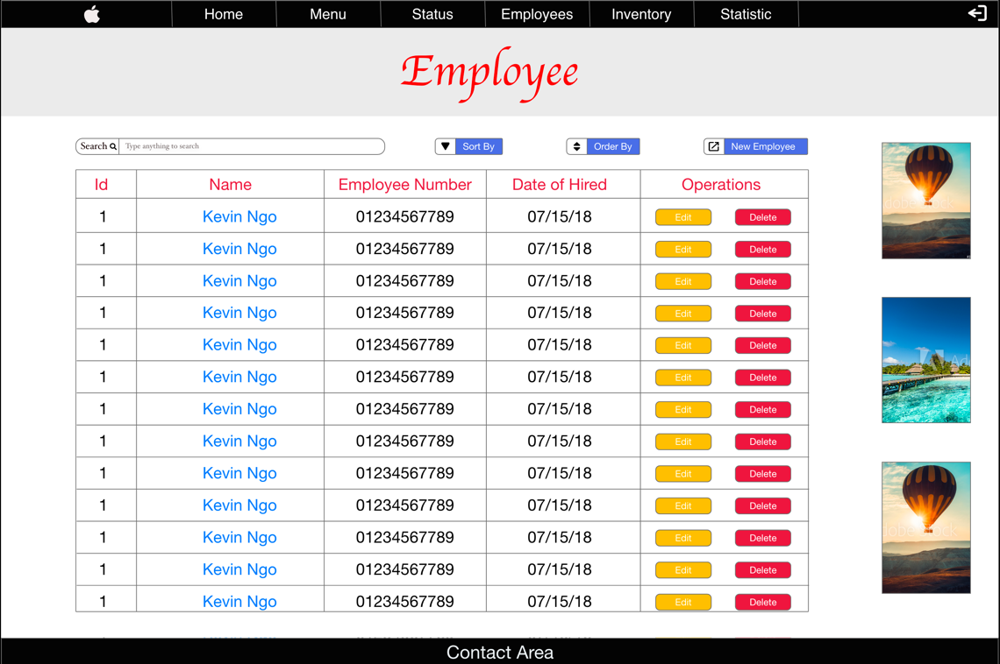 Home Menu Status Employees Inventory Statistic
Employee
Search Type anything to search Sort By Order By New Employee
Id Name Employee Number Date of Hired Operations
1 Kevin Ngo 01234567789 07/15/18 Edit Delete
1 Kevin Ngo 01234567789 07/15/18 Edit Delete
1 Kevin Ngo 01234567789 07/15/18 Edit Delete
1 Kevin Ngo 01234567789 07/15/18 Edit Delete
1 Kevin Ngo 01234567789 07/15/18 Edit Delete
1 Kevin Ngo 01234567789 07/15/18 Edit Delete
1 Kevin Ngo 01234567789 07/15/18 Edit Delete
1 Kevin Ngo 01234567789 07/15/18 Edit Delete
1 Kevin Ngo 01234567789 07/15/18 Edit Delete
1 Kevin Ngo 01234567789 07/15/18 Edit Delete
1 Kevin Ngo 01234567789 07/15/18 Edit Delete
1 Kevin Ngo 01234567789 07/15/18 Edit Delete
1 Kevin Ngo 01234567789 07/15/18 Edit Delete
Contact Area